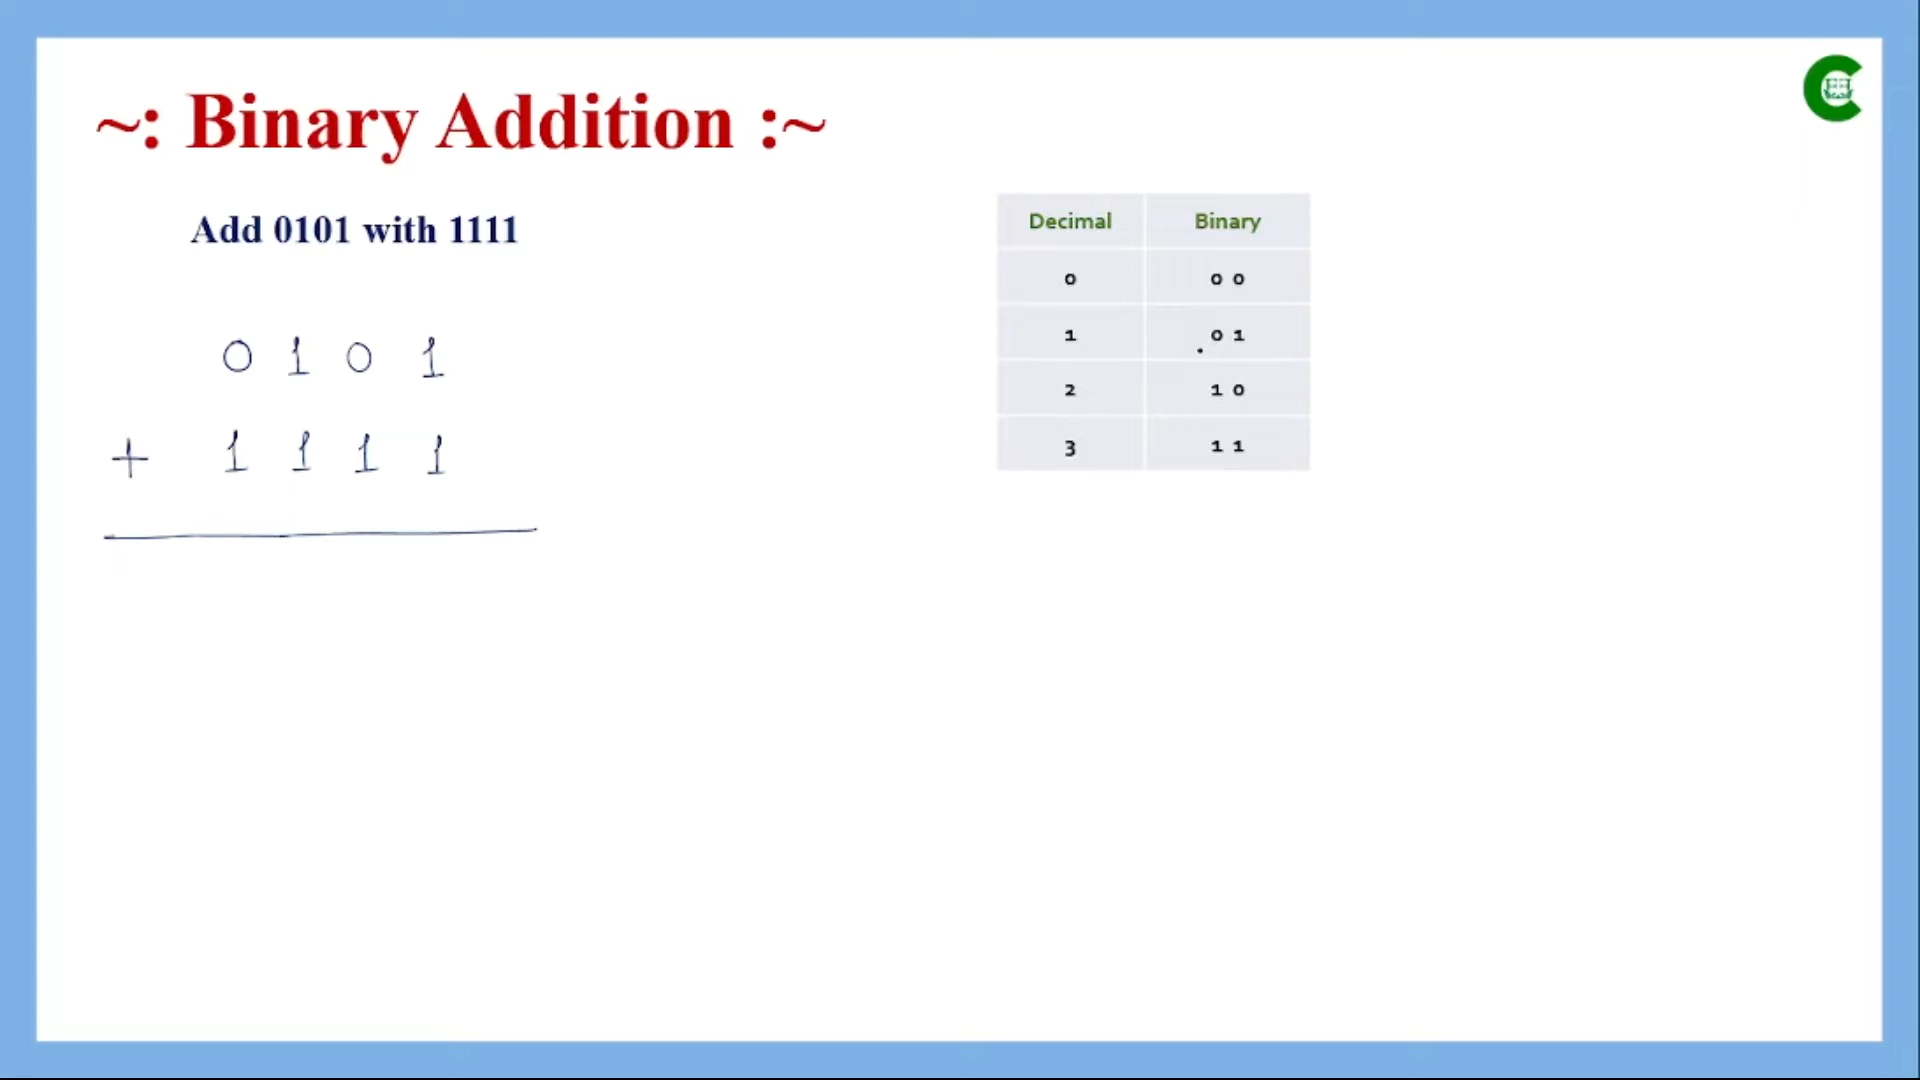 ~: Binary Addition :~
Add 0101 with 1111
0 1 0 1
+ 1 1 1 1
Decimal Binary
0 0 0
1 0 1
2 1 0
3 1 1